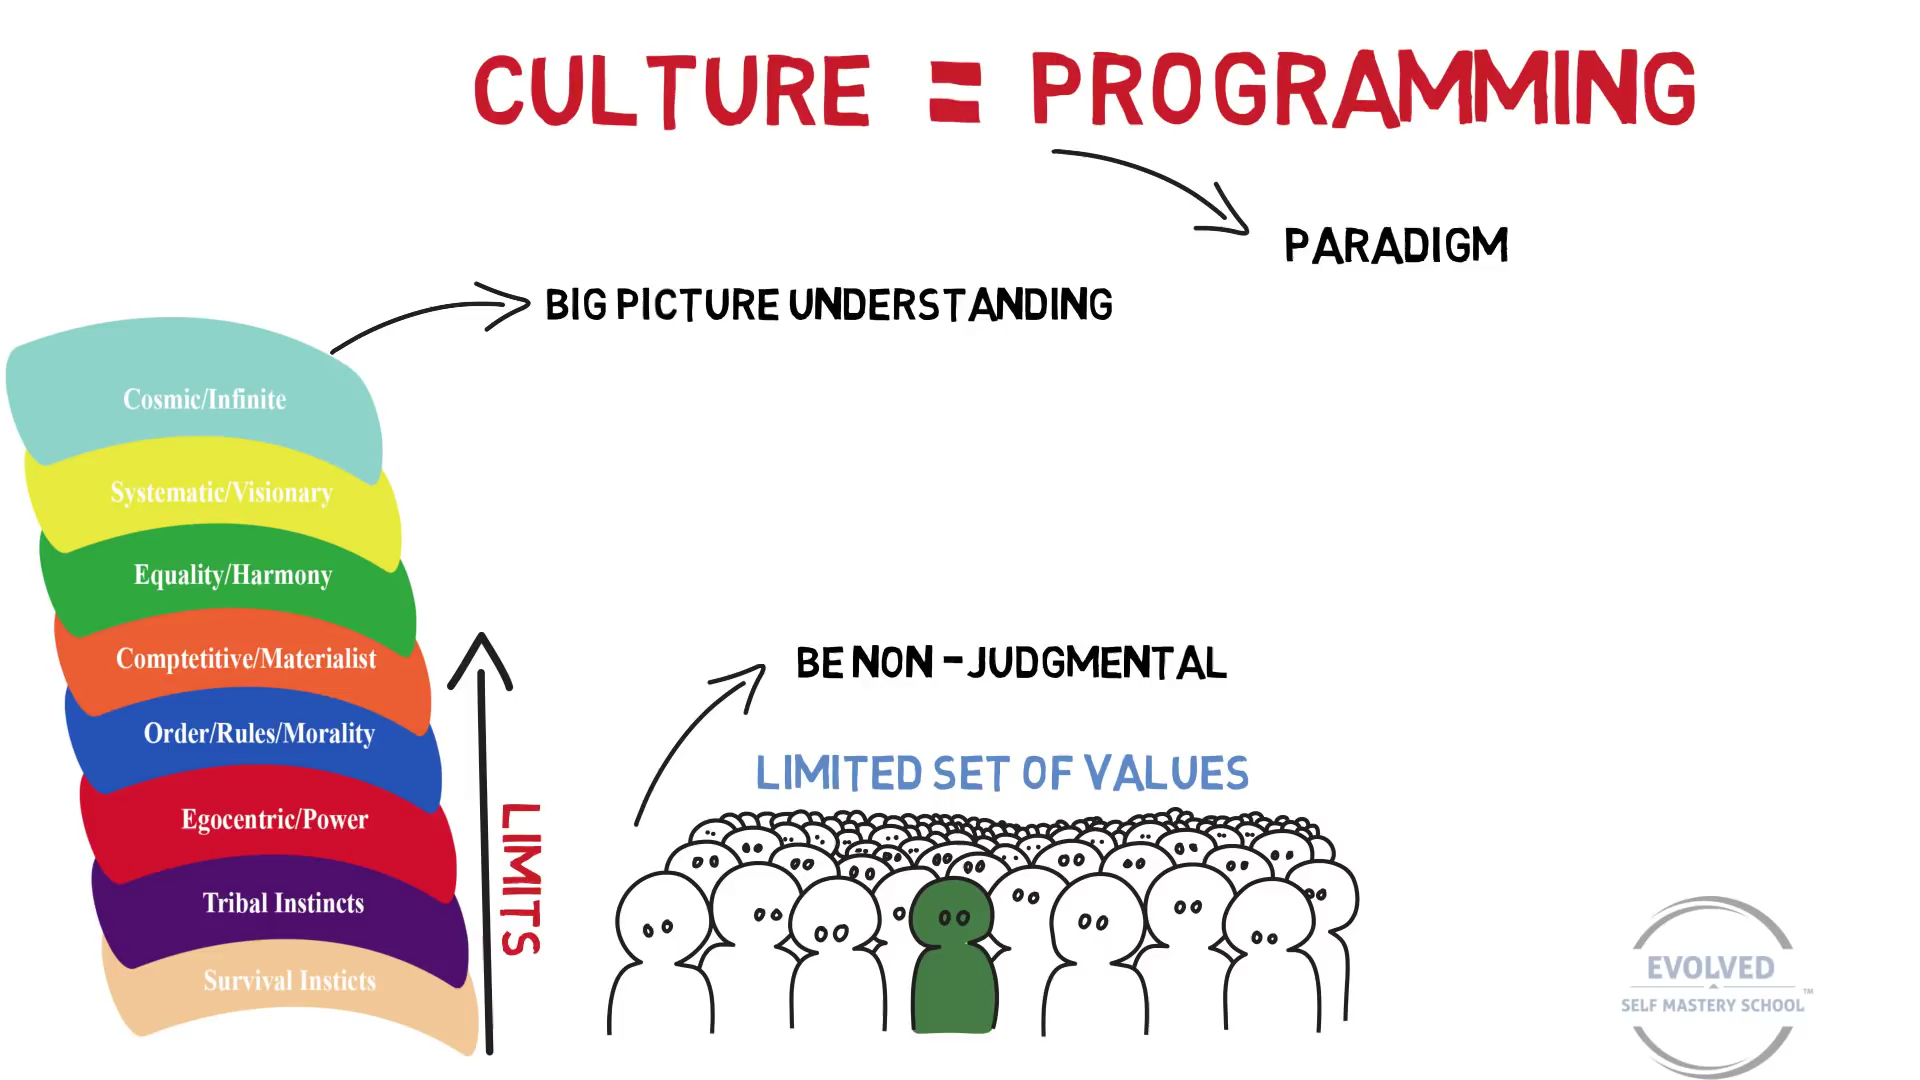 CULTURE = PROGRAMMING
PARADIGM
BIG PICTURE UNDERSTANDING
Cosmic/Infinite
Systematic/Visionary
Equality/Harmony
Comptetitive/Materialist
Order/Rules/Morality
Egocentric/Power
Tribal Instincts
Survival Insticts
LIMITS
BE NON - JUDGMENTAL
LIMITED SET OF VALUES
EVOLVED
SELF MASTERY SCHOOL™